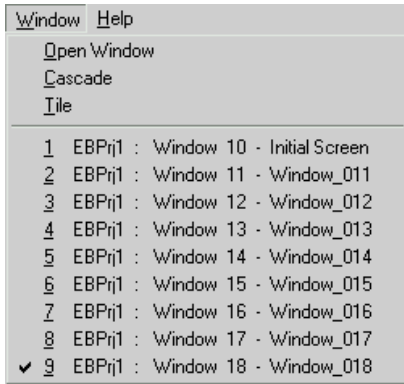 Window Help
Open Window
Cascade
Tile
1 EBPrj1 : Window 10 - Initial Screen
2 EBPrj1 : Window 11 - Window_011
3 EBPrj1 : Window 12 - Window_012
4 EBPrj1 : Window 13 - Window_013
5 EBPrj1 : Window 14 - Window_014
6 EBPrj1 : Window 15 - Window_015
7 EBPrj1 : Window 16 - Window_016
8 EBPrj1 : Window 17 - Window_017
✔ 9 EBPrj1 : Window 18 - Window_018